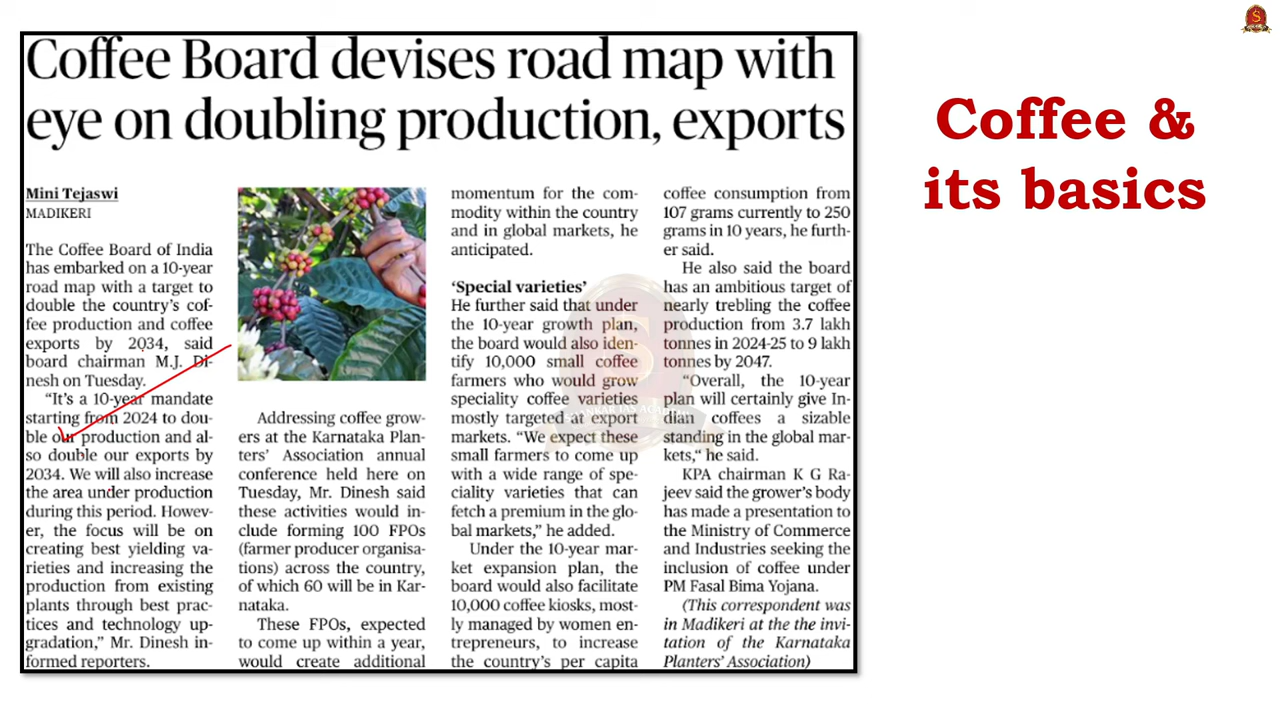 Coffee Board devises road map with
eye on doubling production, exports
Mini Tejaswi
MADIKERI
The Coffee Board of India
has embarked on a 10-year
road map with a target to
double the country's cof-
fee production and coffee
exports by 2034, said
board chairman M.J. Di-
nesh on Tuesday.
"It's a 10-year mandate
starting from 2024 to dou-
ble our production and al-
so double our exports by
2034. We will also increase
the area under production
during this period. Howev-
er, the focus will be on
creating best yielding va-
rieties and increasing the
production from existing
plants through best prac-
tices and technology up-
gradation," Mr. Dinesh in-
formed reporters.
Addressing coffee grow-
ers at the Karnataka Plan-
ters' Association annual
conference held here on
Tuesday, Mr. Dinesh said
these activities would in-
clude forming 100 FPOs
(farmer producer organisa-
tions) across the country,
of which 60 will be in Kar-
nataka.
These FPOs, expected
to come up within a year,
would create additional
momentum for the com-
modity within the country
and in global markets, he
anticipated.
'Special varieties'
He further said that under
the 10-year growth plan,
the board would also iden-
tify 10,000 small coffee
farmers who would grow
speciality coffee varieties
mostly targeted at export
markets. "We expect these
small farmers to come up
with a wide range of spe-
ciality varieties that can
fetch a premium in the glo-
bal markets," he added.
Under the 10-year mar-
ket expansion plan, the
board would also facilitate
10,000 coffee kiosks, most-
ly managed by women en-
trepreneurs, to increase
the country's per capita
coffee consumption from
107 grams currently to 250
grams in 10 years, he furth-
er said.
He also said the board
has an ambitious target of
nearly trebling the coffee
production from 3.7 lakh
tonnes in 2024-25 to 9 lakh
tonnes by 2047.
"Overall, the 10-year
plan will certainly give In-
dian coffees a sizable
standing in the global mar-
kets," he said.
KPA chairman K G Ra-
jeev said the grower's body
has made a presentation to
the Ministry of Commerce
and Industries seeking the
inclusion of coffee under
PM Fasal Bima Yojana.
(This correspondent was
in Madikeri at the the invi-
tation of the Karnataka
Planters' Association)
Coffee &
its basics